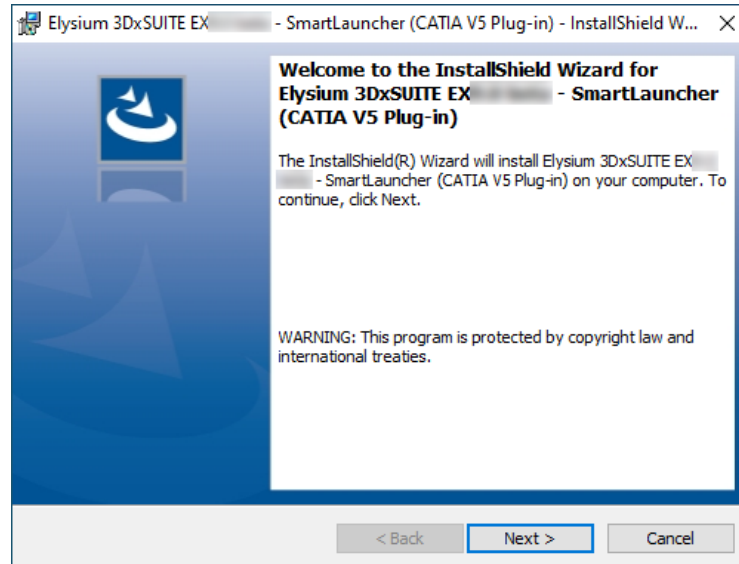 Elysium 3DxSUITE EX - SmartLauncher (CATIA V5 Plug-in) - InstallShield W...
Welcome to the InstallShield Wizard for
Elysium 3DxSUITE EX - SmartLauncher
(CATIA V5 Plug-in)
The InstallShield(R) Wizard will install Elysium 3DxSUITE EX
- SmartLauncher (CATIA V5 Plug-in) on your computer. To
continue, click Next.
WARNING: This program is protected by copyright law and
international treaties.
< Back
Next >
Cancel